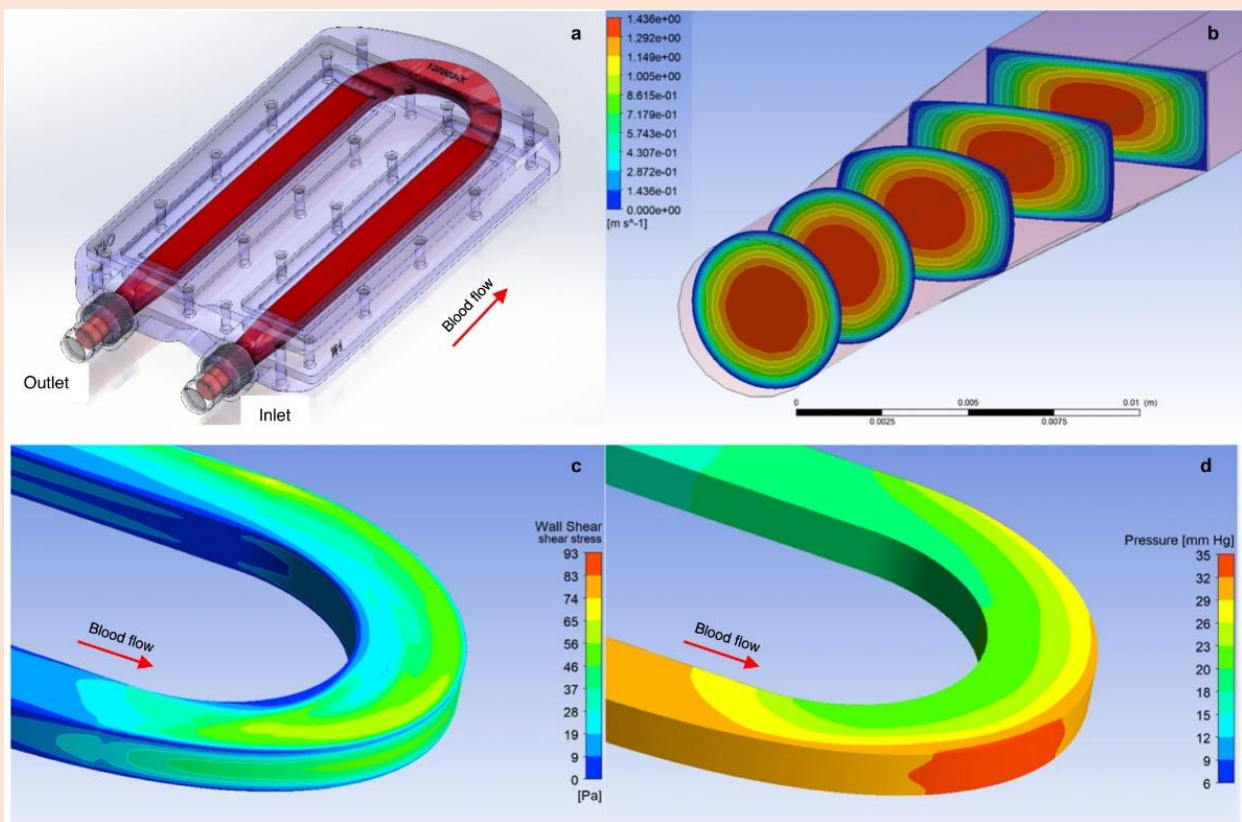 a
Blood flow
Outlet
Inlet
b
1.436e+00
1.292e+00
1.149e+00
1.005e+00
8.615e-01
7.179e-01
5.743e-01
4.307e-01
2.872e-01
1.436e-01
0.000e+00
[m s^-1]
0
0.005
0.01 (m)
0.0025
0.0075
c
Wall Shear
shear stress
93
83
74
65
56
46
37
28
19
9
0
[Pa]
Blood flow
d
Pressure [mm Hg]
35
32
29
26
23
20
18
15
12
9
6
Blood flow